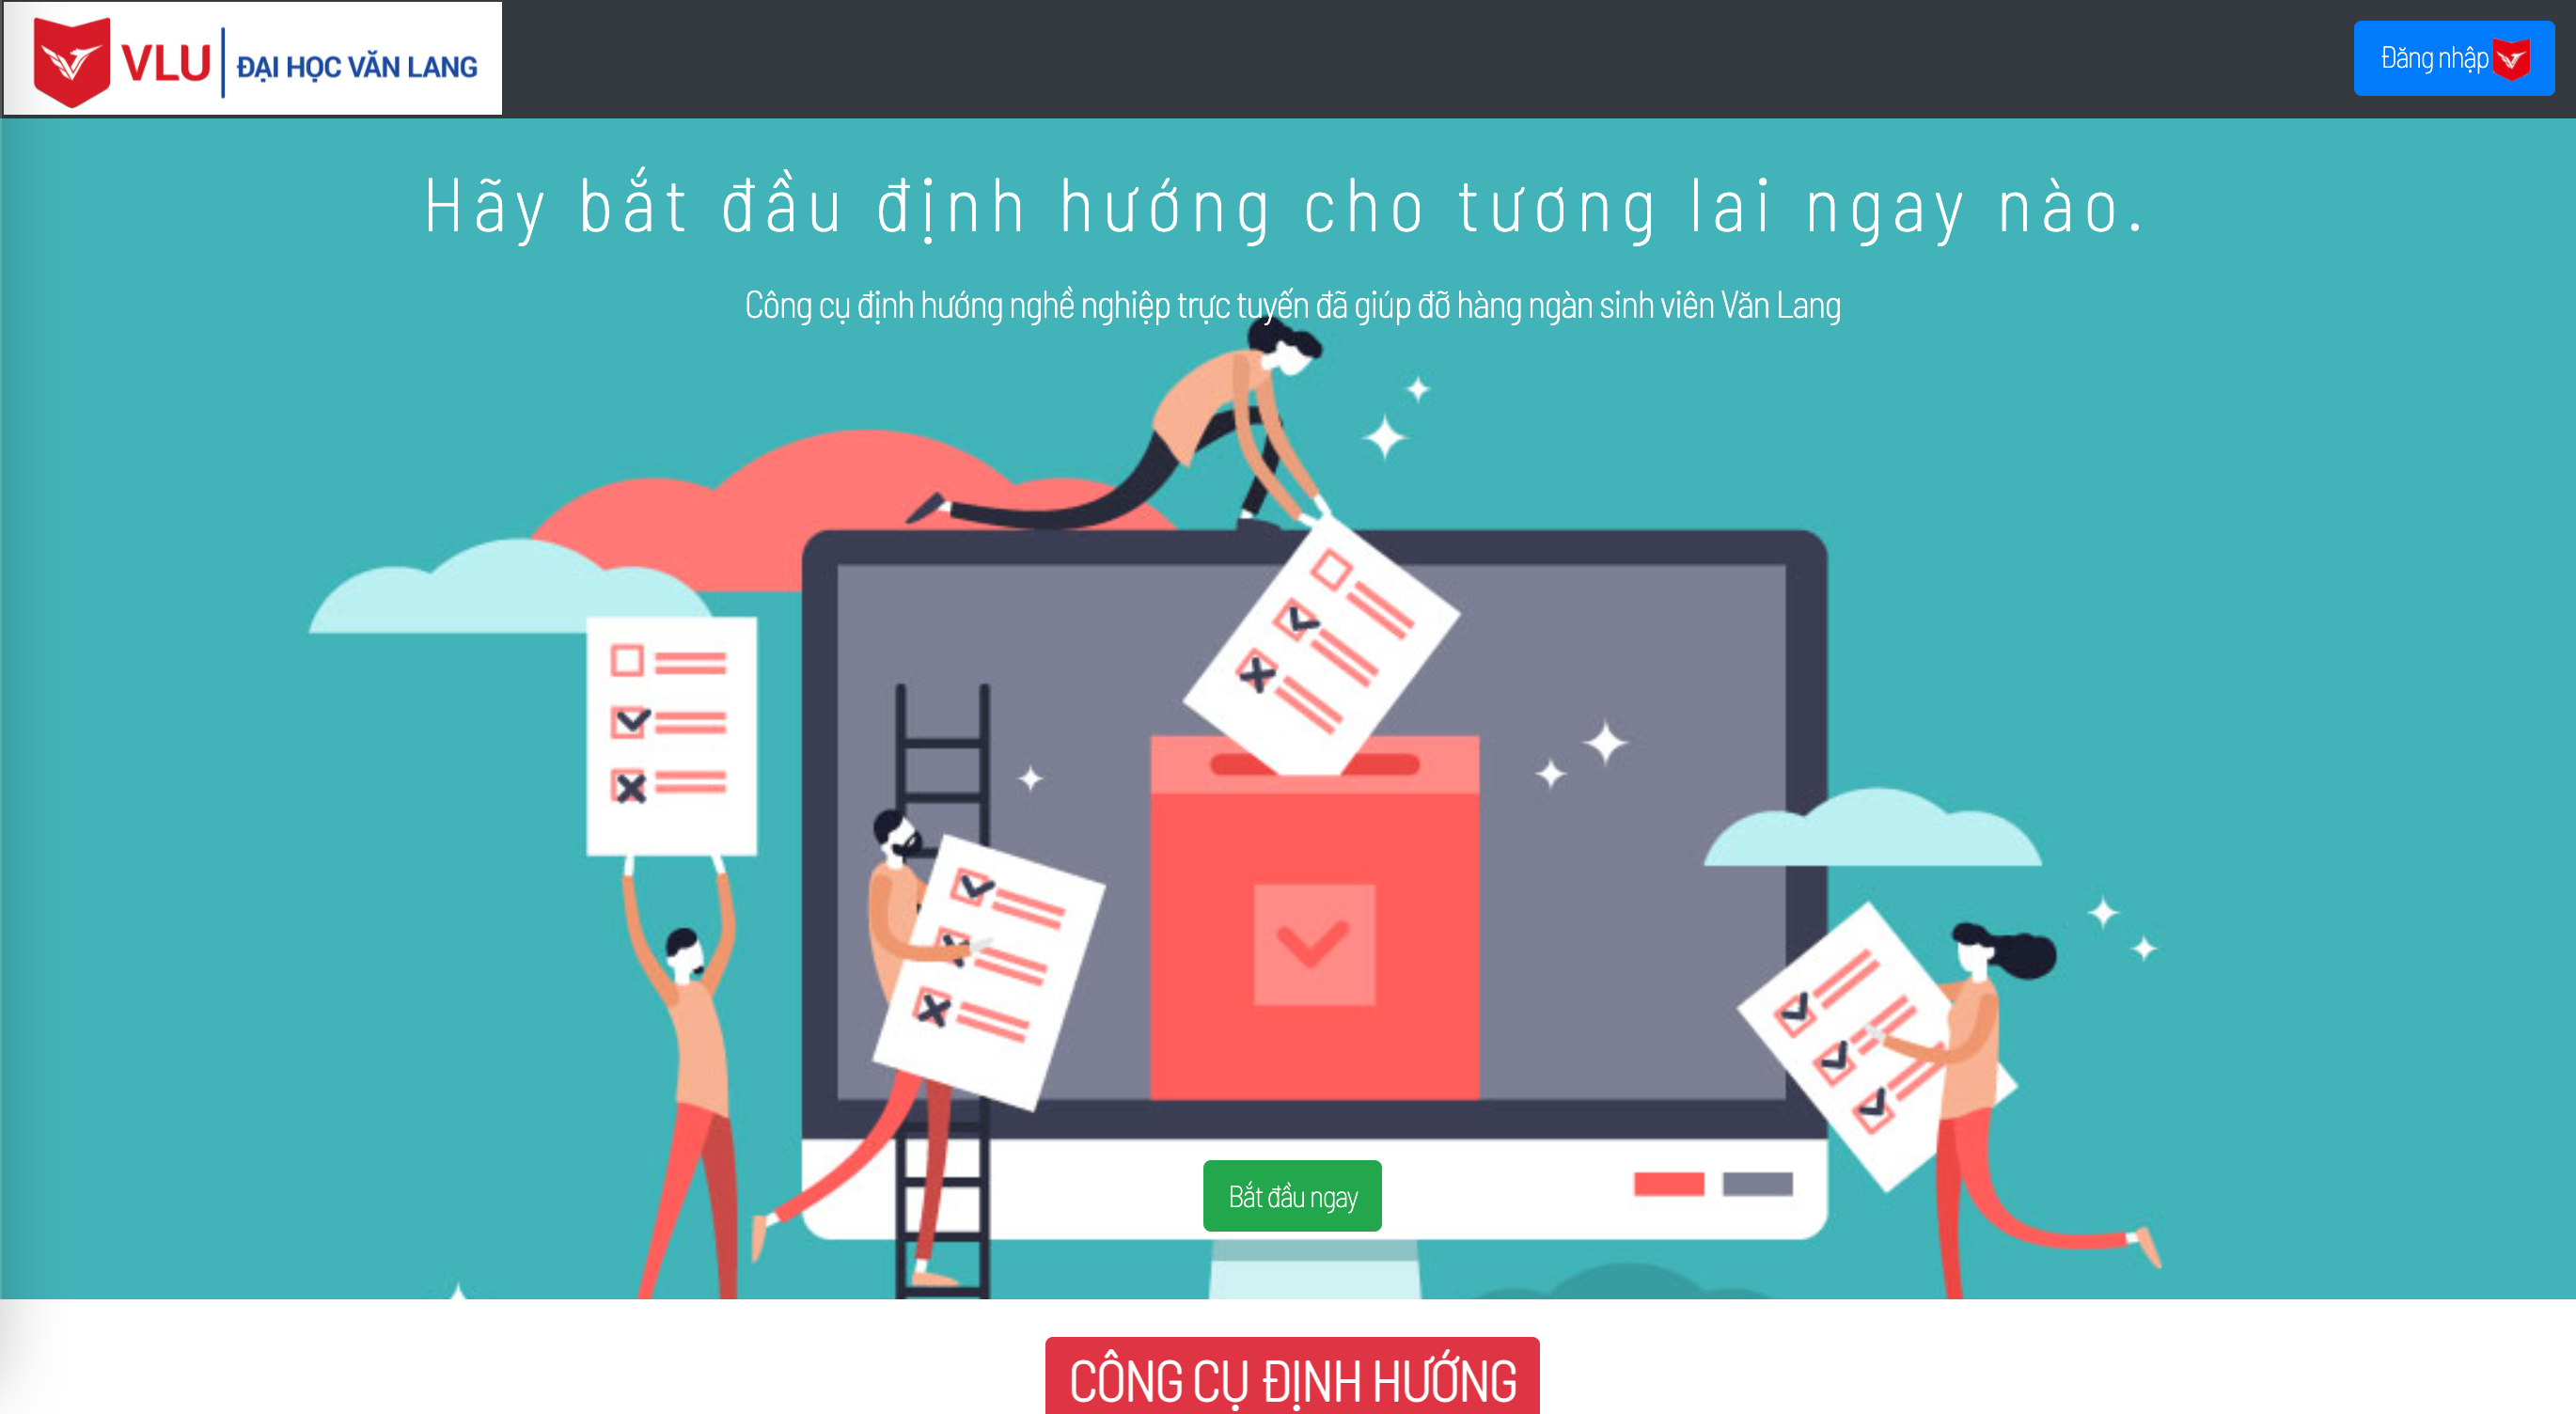 VLU ĐẠI HỌC VĂN LANG
Đăng nhập
Hãy bắt đầu định hướng cho tương lai ngay nào.
Công cụ định hướng nghề nghiệp trực tuyến đã giúp đỡ hàng ngàn sinh viên Văn Lang
Bắt đầu ngay
CÔNG CỤ ĐỊNH HƯỚNG